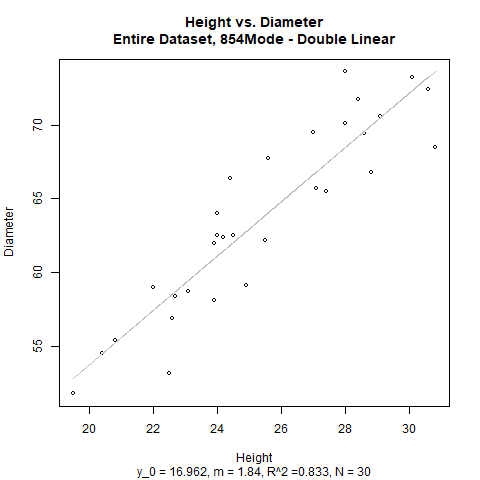 Height vs. Diameter
Entire Dataset, 854Mode - Double Linear
Diameter
70
65
60
55
20 22 24 26 28 30
Height
y_0 = 16.962, m = 1.84, R^2 =0.833, N = 30